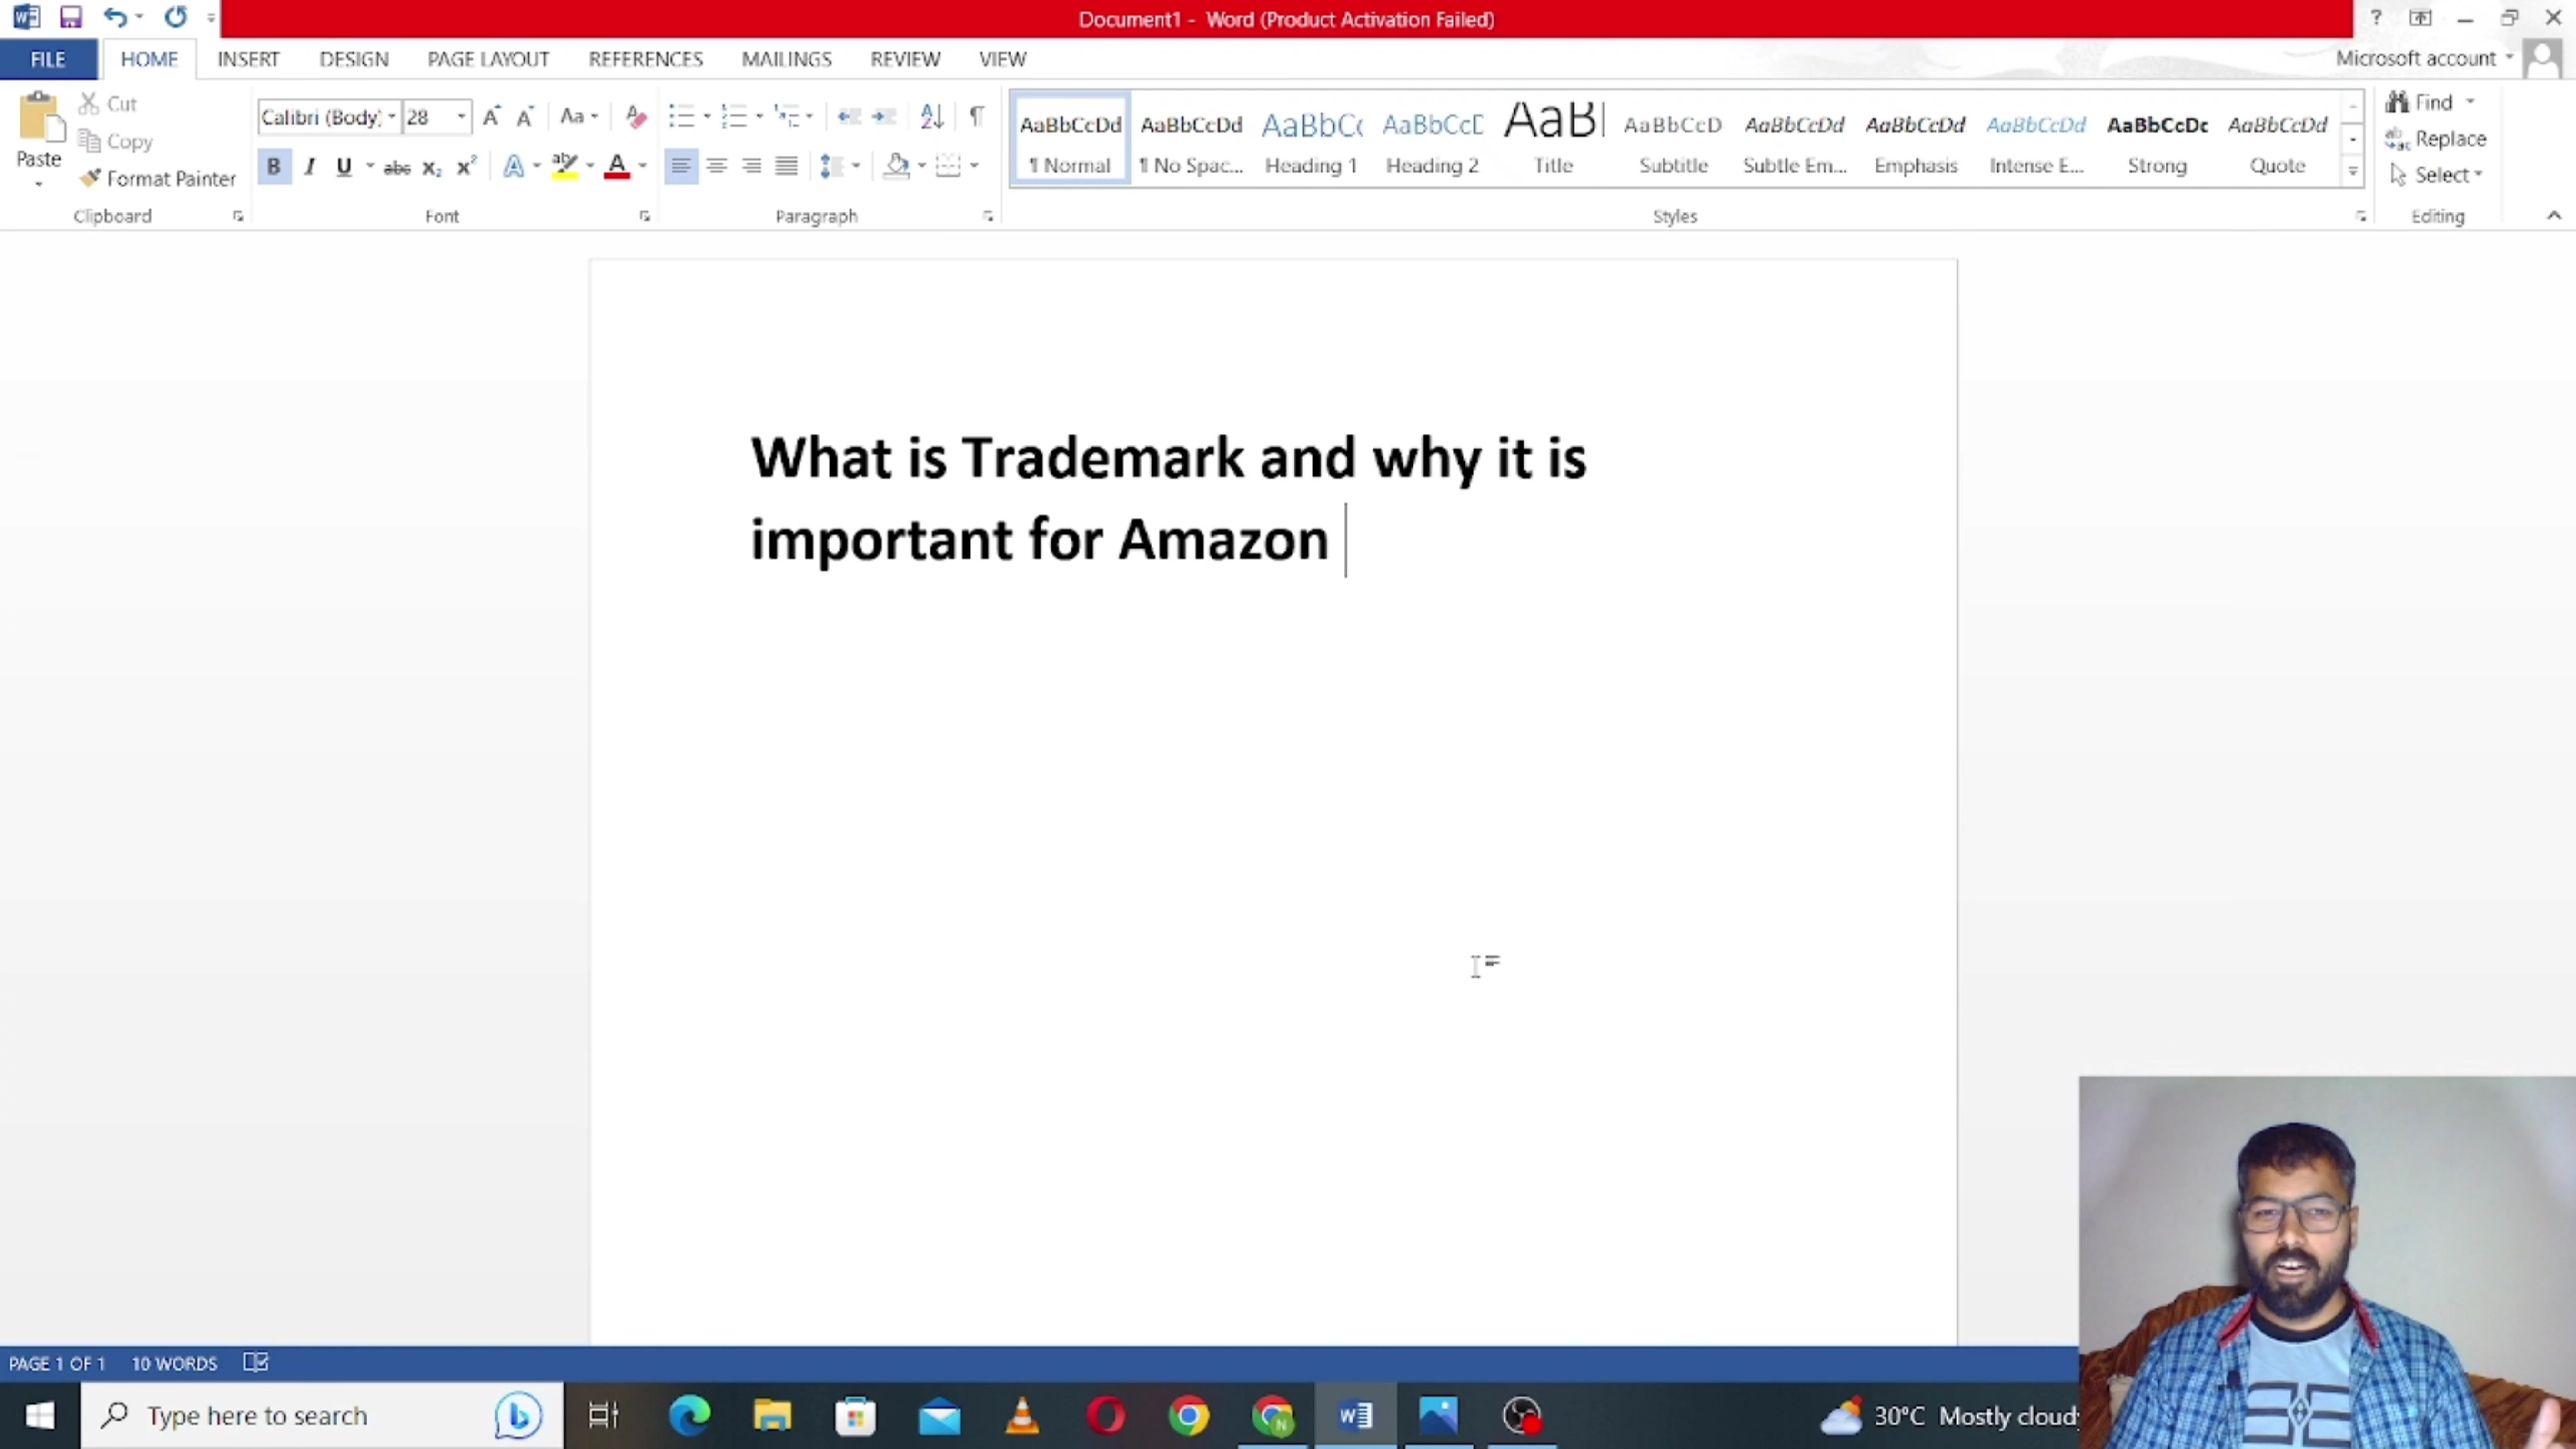 Document1 - Word (Product Activation Failed)
FILE HOME INSERT DESIGN PAGE LAYOUT REFERENCES MAILINGS REVIEW VIEW
Microsoft account
Paste
Cut
Copy
Format Painter
Clipboard
Calibri (Body) 28
Font
Paragraph
AaBbCcDd AaBbCcDd AaBbCc AaBbCcD AaB AaBbCcD AaBbCcDd AaBbCcDd AaBbCcDd AaBbCcDc AaBbCcDd
¶ Normal ¶ No Spac... Heading 1 Heading 2 Title Subtitle Subtle Em... Emphasis Intense E... Strong Quote
Styles
Find
Replace
Select
Editing
What is Trademark and why it is
important for Amazon
PAGE 1 OF 1 10 WORDS
Type here to search
30°C Mostly cloudy